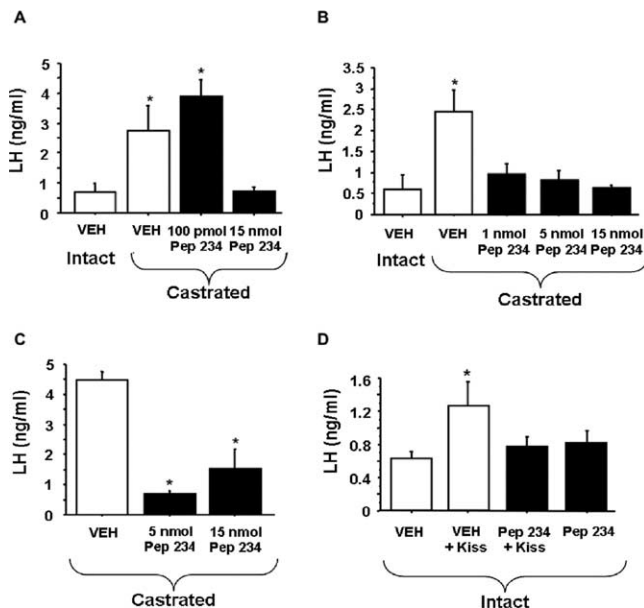 A
LH (ng/ml)
5
4
3
2
1
0
*
*
VEH
VEH
100 pmol
Pep 234
15 nmol
Pep 234
Intact
Castrated
B
LH (ng/ml)
3.5
3
2.5
2
1.5
1
0.5
0
*
VEH
VEH
1 nmol
Pep 234
5 nmol
Pep 234
15 nmol
Pep 234
Intact
Castrated
C
LH (ng/ml)
5
4
3
2
1
0
*
*
VEH
5 nmol
Pep 234
15 nmol
Pep 234
Castrated
D
LH (ng/ml)
1.6
1.2
0.8
0.4
0
*
VEH
VEH
+ Kiss
Pep 234
+ Kiss
Pep 234
Intact